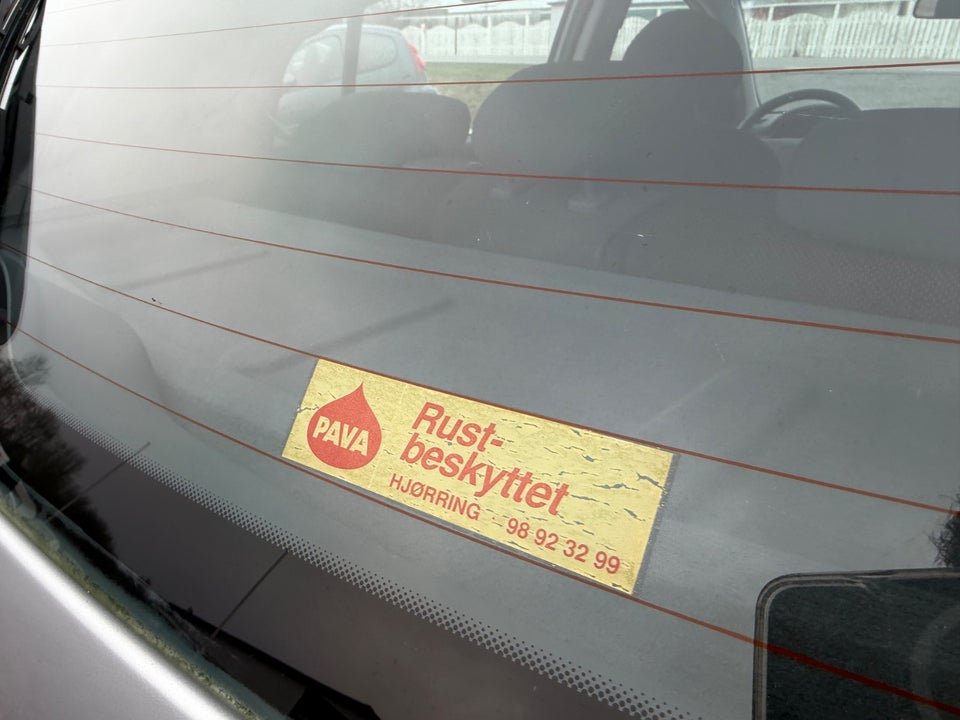 PAVA
Rust-
beskyttet
HJØRRING 98 92 32 99